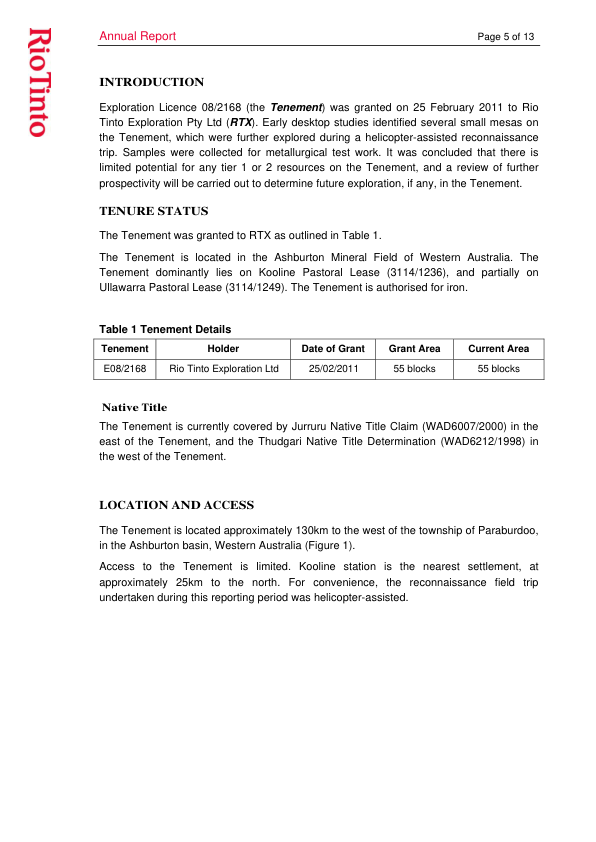 RioTinto
Annual Report Page 5 of 13
INTRODUCTION
Exploration Licence 08/2168 (the Tenement) was granted on 25 February 2011 to Rio
Tinto Exploration Pty Ltd (RTX). Early desktop studies identified several small mesas on
the Tenement, which were further explored during a helicopter-assisted reconnaissance
trip. Samples were collected for metallurgical test work. It was concluded that there is
limited potential for any tier 1 or 2 resources on the Tenement, and a review of further
prospectivity will be carried out to determine future exploration, if any, in the Tenement.
TENURE STATUS
The Tenement was granted to RTX as outlined in Table 1.
The Tenement is located in the Ashburton Mineral Field of Western Australia. The
Tenement dominantly lies on Kooline Pastoral Lease (3114/1236), and partially on
Ullawarra Pastoral Lease (3114/1249). The Tenement is authorised for iron.
Table 1 Tenement Details
Tenement Holder Date of Grant Grant Area Current Area
E08/2168 Rio Tinto Exploration Ltd 25/02/2011 55 blocks 55 blocks
Native Title
The Tenement is currently covered by Jurruru Native Title Claim (WAD6007/2000) in the
east of the Tenement, and the Thudgari Native Title Determination (WAD6212/1998) in
the west of the Tenement.
LOCATION AND ACCESS
The Tenement is located approximately 130km to the west of the township of Paraburdoo,
in the Ashburton basin, Western Australia (Figure 1).
Access to the Tenement is limited. Kooline station is the nearest settlement, at
approximately 25km to the north. For convenience, the reconnaissance field trip
undertaken during this reporting period was helicopter-assisted.